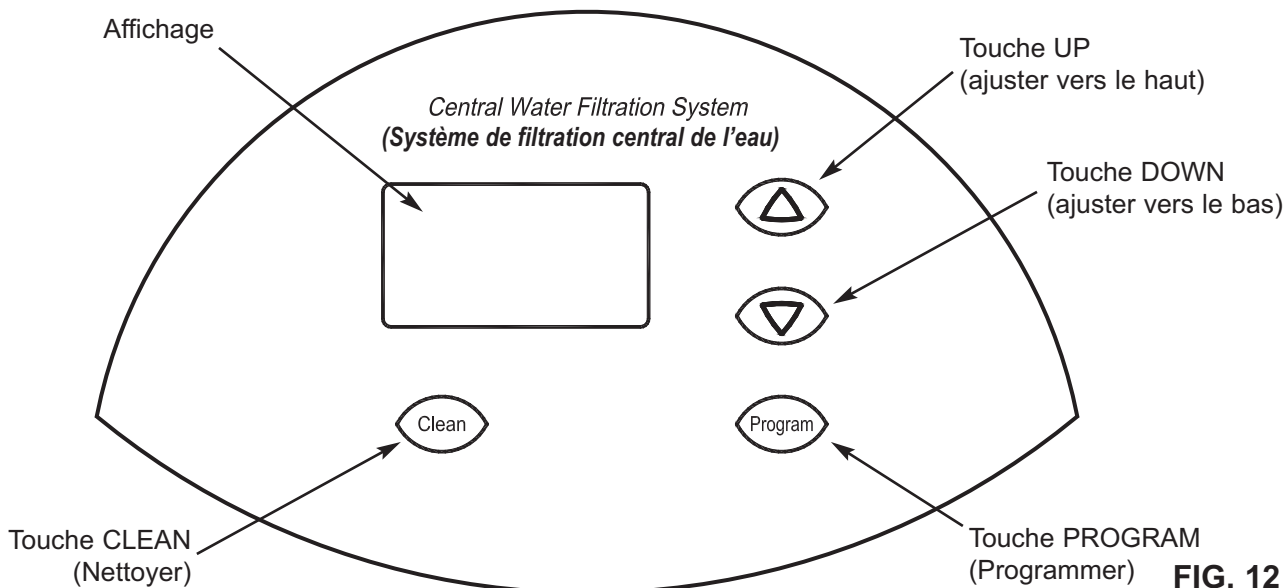 Affichage
Touche UP
(ajuster vers le haut)
Central Water Filtration System
(Système de filtration central de l'eau)
Touche DOWN
(ajuster vers le bas)
Clean
Program
Touche CLEAN
(Nettoyer)
Touche PROGRAM
(Programmer)
FIG. 12